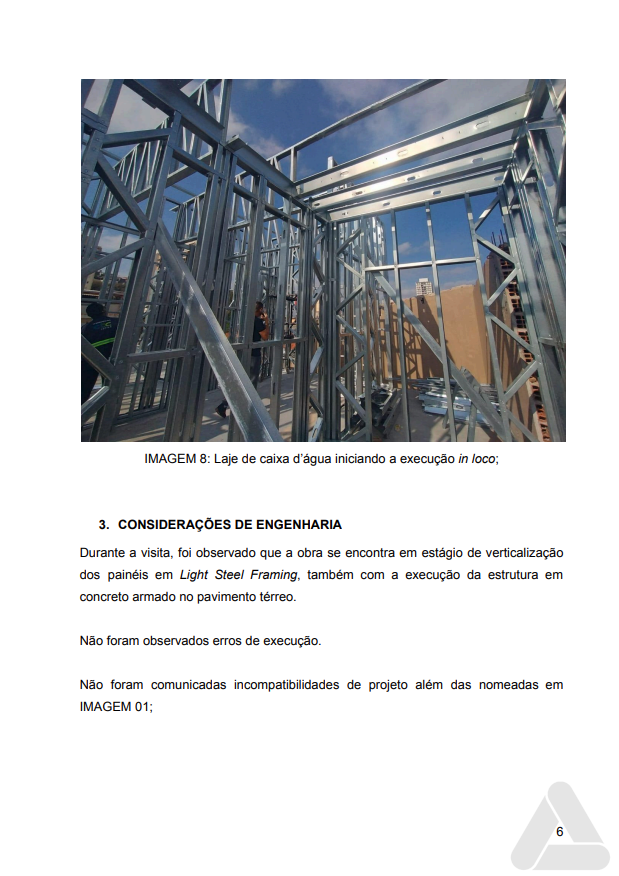 IMAGEM 8: Laje de caixa d’água iniciando a execução in loco;
3. CONSIDERAÇÕES DE ENGENHARIA
Durante a visita, foi observado que a obra se encontra em estágio de verticalização
dos painéis em Light Steel Framing, também com a execução da estrutura em
concreto armado no pavimento térreo.
Não foram observados erros de execução.
Não foram comunicadas incompatibilidades de projeto além das nomeadas em
IMAGEM 01;
6